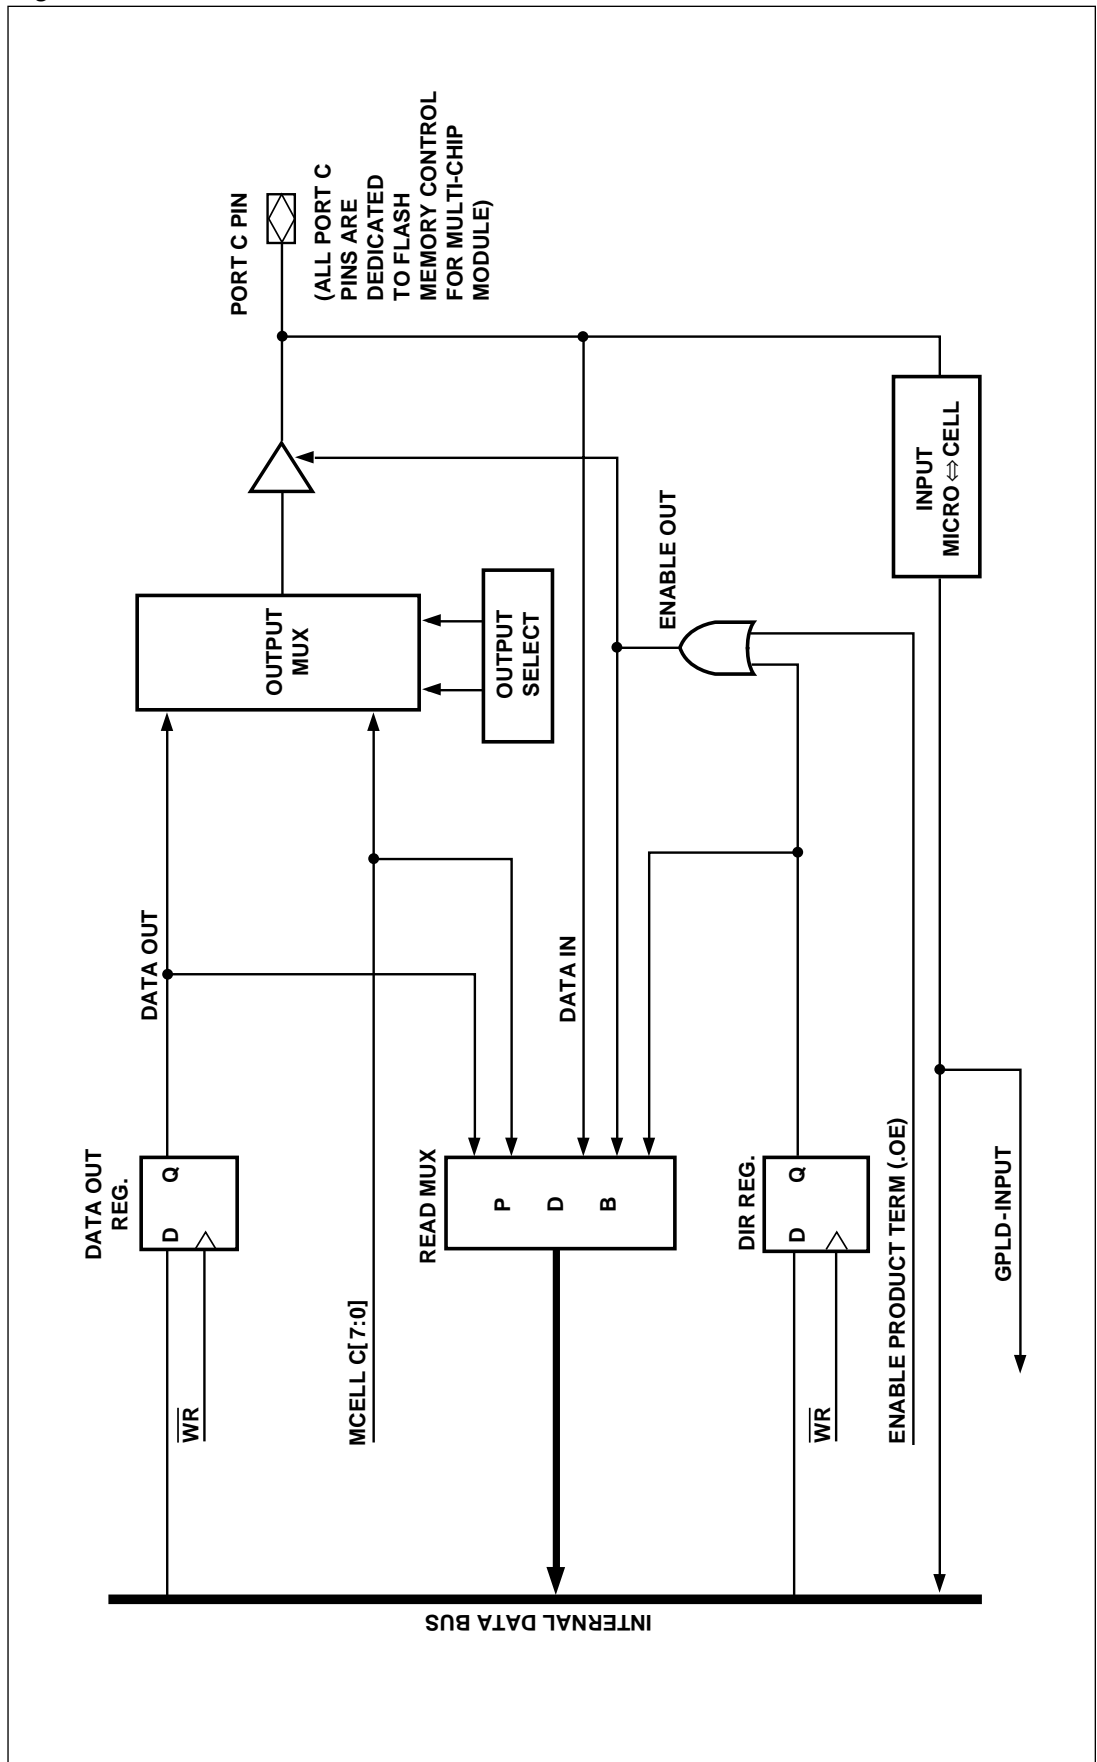 PORT C PIN
(ALL PORT C
PINS ARE
DEDICATED
TO FLASH
MEMORY CONTROL
FOR MULTI-CHIP
MODULE)
DATA OUT
REG.
D Q
WR
DATA OUT
OUTPUT
MUX
MCELL C[ 7:0]
OUTPUT
SELECT
READ MUX
P
D
B
DATA IN
ENABLE OUT
DIR REG.
D Q
WR
ENABLE PRODUCT TERM (.OE)
INPUT
MICRO⇔CELL
GPLD-INPUT
INTERNAL DATA BUS